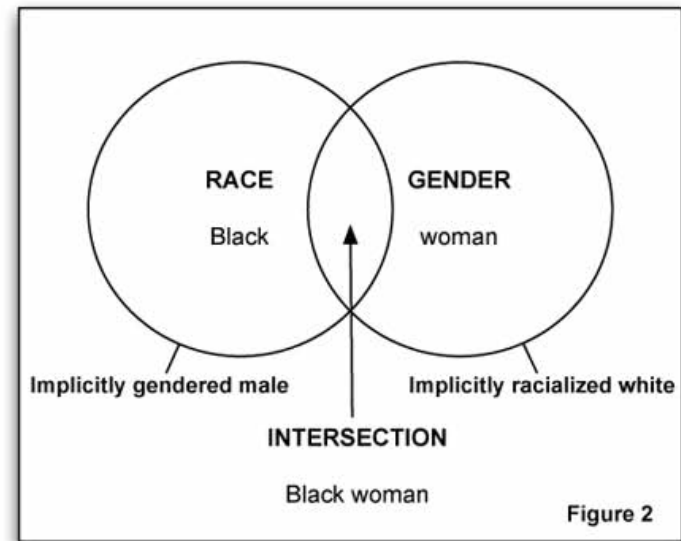 RACE
GENDER
Black
woman
Implicitly gendered male
Implicitly racialized white
INTERSECTION
Black woman
Figure 2